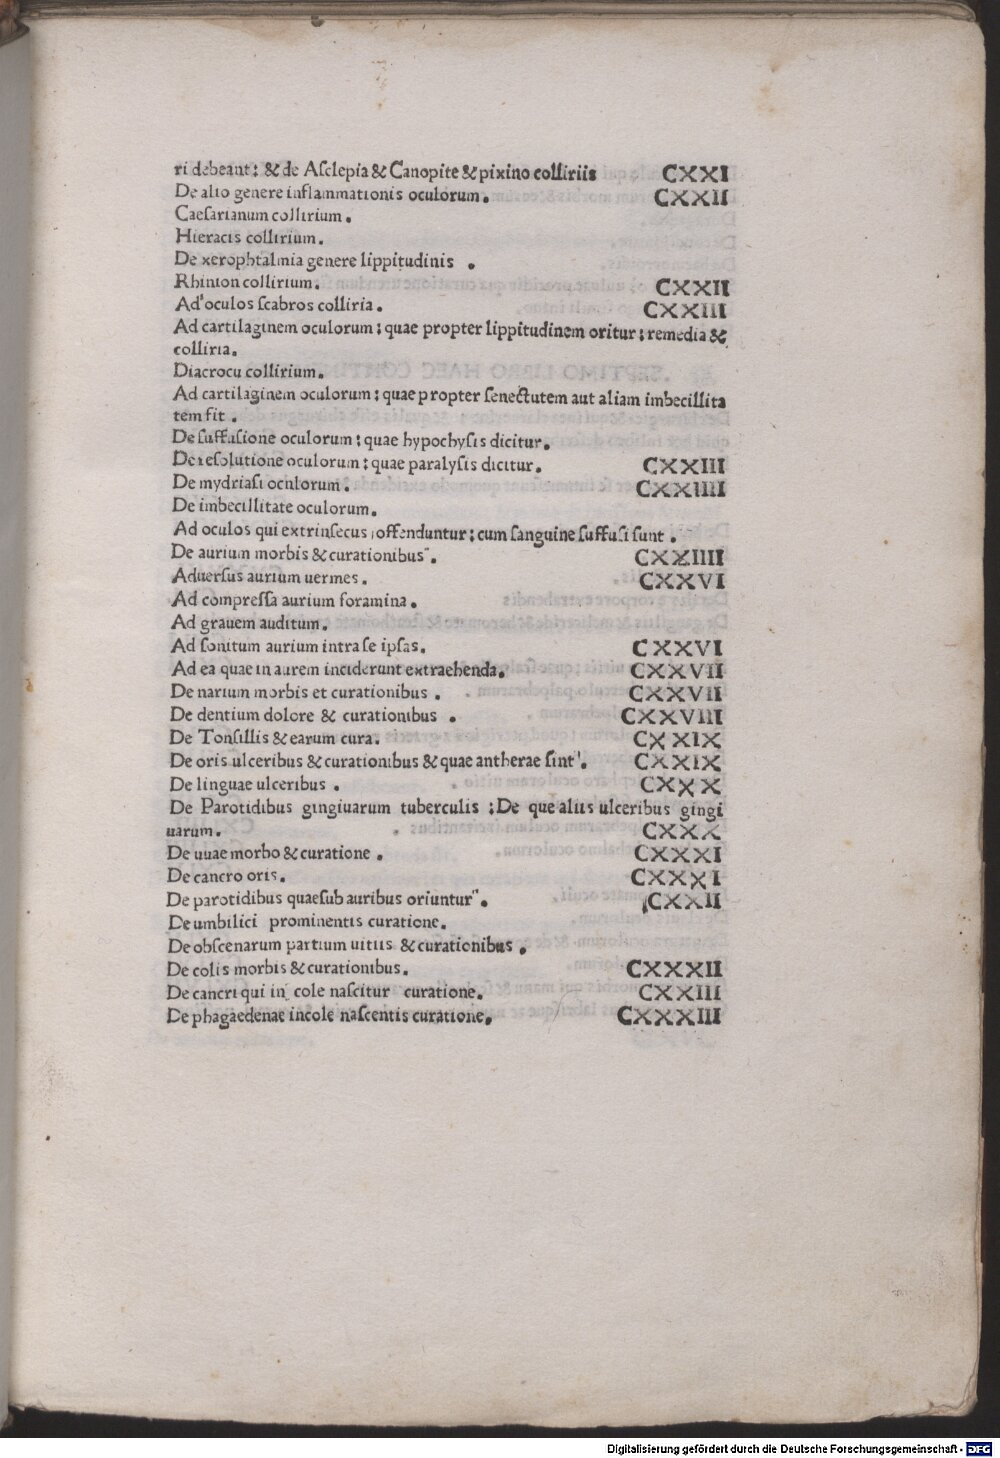 ri debeant: & de Aſclepia & Canopite & pixino colliriis CXXI
De alio genere inflammationis oculorum. CXXII
Caeſarianum collirium.
Hieracis collirium.
De xerophtalmia genere lippitudinis .
Rhinion collirium. CXXII
Ad oculos ſcabros colliria. CXXIII
Ad cartilaginem oculorum: quae propter lippitudinem oritur: remedia &
colliria.
Diacrocu collirium.
Ad cartilaginem oculorum: quae propter ſenectutem aut aliam imbecillita
tem fit .
De ſuffuſione oculorum: quae hypochyſis dicitur.
De reſolutione oculorum: quae paralyſis dicitur. CXXIII
De mydriaſi oculorum. CXXIIII
De imbecillitate oculorum.
Ad oculos qui extrinſecus offenduntur: cum ſanguine ſuffuſi ſunt .
De aurium morbis & curationibus. CXXIIII
Aduerſus aurium uermes. CXXVI
Ad compreſſa aurium foramina.
Ad grauem auditum.
Ad ſonitum aurium intra ſe ipſas. CXXVI
Ad ea quae in aurem inciderunt extraehenda. CXXVII
De narium morbis et curationibus . CXXVII
De dentium dolore & curationibus . CXXVIII
De Tonſillis & earum cura. CXXIX
De oris ulceribus & curationibus & quae antherae ſint. CXXIX
De linguae ulceribus . CXXX
De Parotidibus gingiuarum tuberculis :De que aliis ulceribus gingi
uarum. CXXX
De uuae morbo & curatione . CXXXI
De cancro oris. CXXXI
De parotidibus quae ſub auribus oriuntur. CXXII
De umbilici prominentis curatione.
De obſcenarum partium uitiis & curationibus .
De colis morbis & curationibus. CXXXII
De cancri qui in cole naſcitur curatione. CXXIII
De phagaedenae in cole naſcentis curatione. CXXXIII
Digitalisierung gefördert durch die Deutsche Forschungsgemeinschaft - DFG